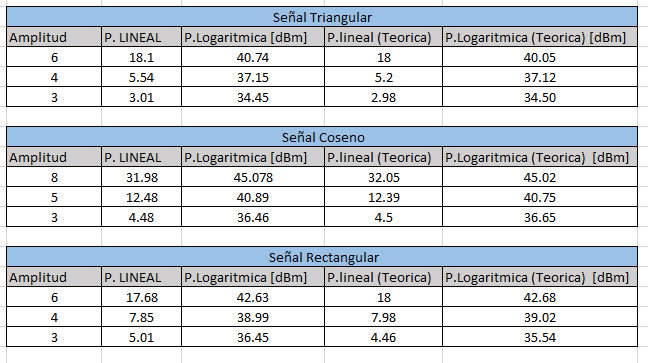 Señal Triangular
Amplitud P. LINEAL P.Logaritmica [dBm] P.lineal (Teorica) P.Logaritmica (Teorica) [dBm]
6 18.1 40.74 18 40.05
4 5.54 37.15 5.2 37.12
3 3.01 34.45 2.98 34.50
Señal Coseno
Amplitud P. LINEAL P.Logaritmica [dBm] P.lineal (Teorica) P.Logaritmica (Teorica) [dBm]
8 31.98 45.078 32.05 45.02
5 12.48 40.89 12.39 40.75
3 4.48 36.46 4.5 36.65
Señal Rectangular
Amplitud P. LINEAL P.Logaritmica [dBm] P.lineal (Teorica) P.Logaritmica (Teorica) [dBm]
6 17.68 42.63 18 42.68
4 7.85 38.99 7.98 39.02
3 5.01 36.45 4.46 35.54